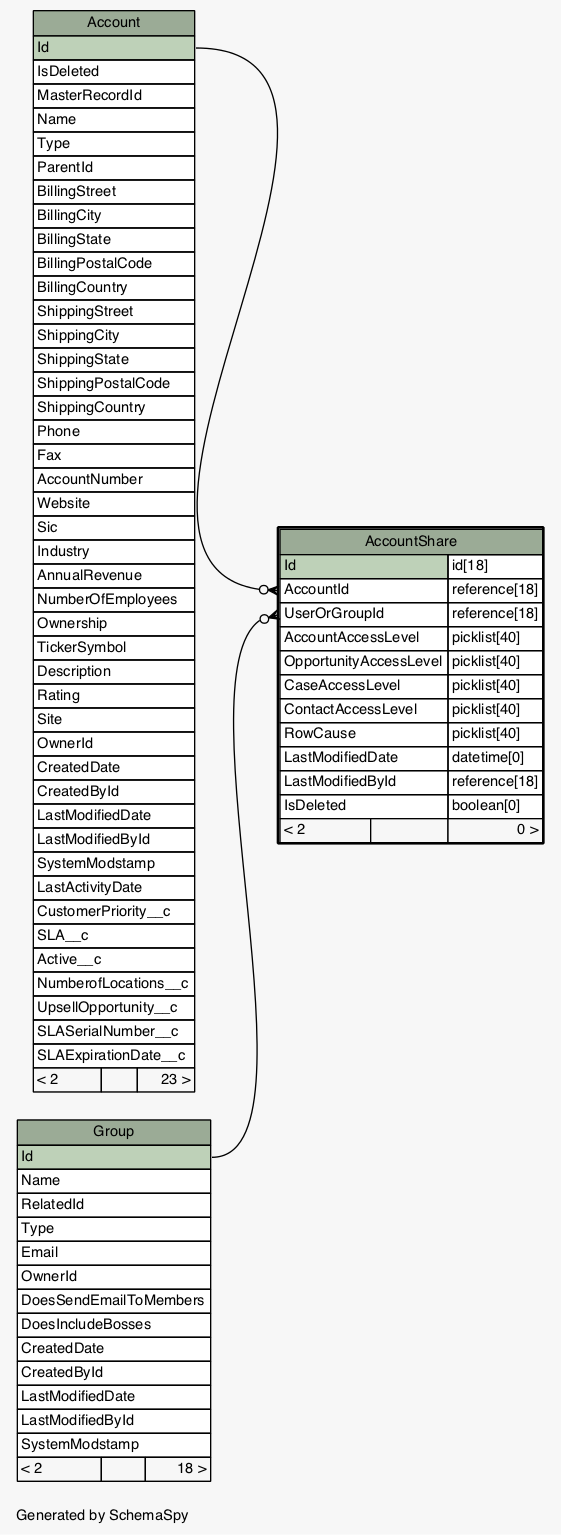 Account
Id
IsDeleted
MasterRecordId
Name
Type
ParentId
BillingStreet
BillingCity
BillingState
BillingPostalCode
BillingCountry
ShippingStreet
ShippingCity
ShippingState
ShippingPostalCode
ShippingCountry
Phone
Fax
AccountNumber
Website
Sic
Industry
AnnualRevenue
NumberOfEmployees
Ownership
TickerSymbol
Description
Rating
Site
OwnerId
CreatedDate
CreatedById
LastModifiedDate
LastModifiedById
SystemModstamp
LastActivityDate
CustomerPriority__c
SLA__c
Active__c
NumberofLocations__c
UpsellOpportunity__c
SLASerialNumber__c
SLAExpirationDate__c
< 2 23 >
AccountShare
Id id[18]
AccountId reference[18]
UserOrGroupId reference[18]
AccountAccessLevel picklist[40]
OpportunityAccessLevel picklist[40]
CaseAccessLevel picklist[40]
ContactAccessLevel picklist[40]
RowCause picklist[40]
LastModifiedDate datetime[0]
LastModifiedById reference[18]
IsDeleted boolean[0]
< 2 0 >
Group
Id
Name
RelatedId
Type
Email
OwnerId
DoesSendEmailToMembers
DoesIncludeBosses
CreatedDate
CreatedById
LastModifiedDate
LastModifiedById
SystemModstamp
< 2 18 >
Generated by SchemaSpy